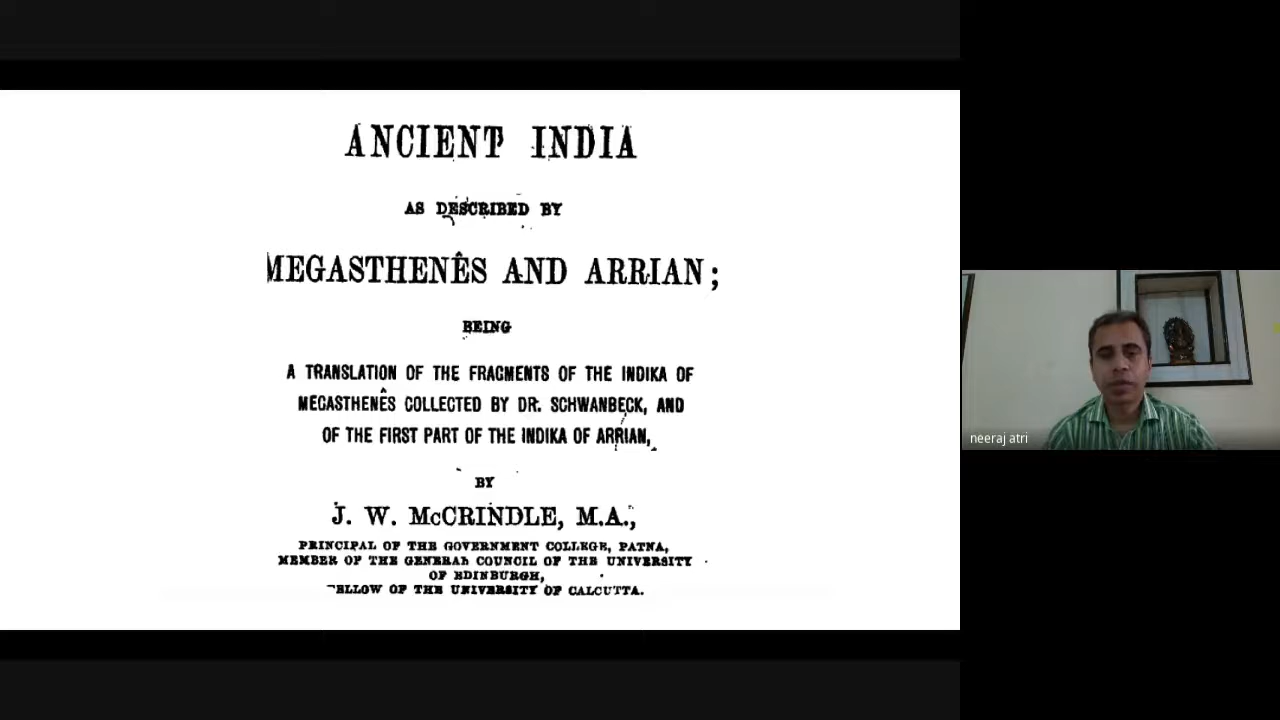 ANCIENT INDIA
AS DESCRIBED BY
MEGASTHENÊS AND ARRIAN;
BEING
A TRANSLATION OF THE FRAGMENTS OF THE INDIKA OF
MEGASTHENÊS COLLECTED BY DR. SCHWANBECK, AND
OF THE FIRST PART OF THE INDIKA OF ARRIAN,
BY
J. W. McCRINDLE, M.A.,
PRINCIPAL OF THE GOVERNMENT COLLEGE, PATNA,
MEMBER OF THE GENERAL COUNCIL OF THE UNIVERSITY
OF EDINBURGH,
FELLOW OF THE UNIVERSITY OF CALCUTTA.
neeraj atri